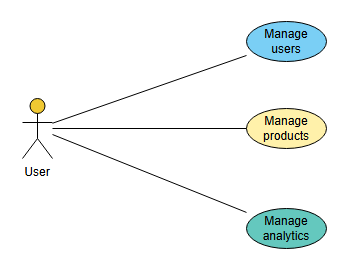 Manage
users
Manage
products
User
Manage
analytics